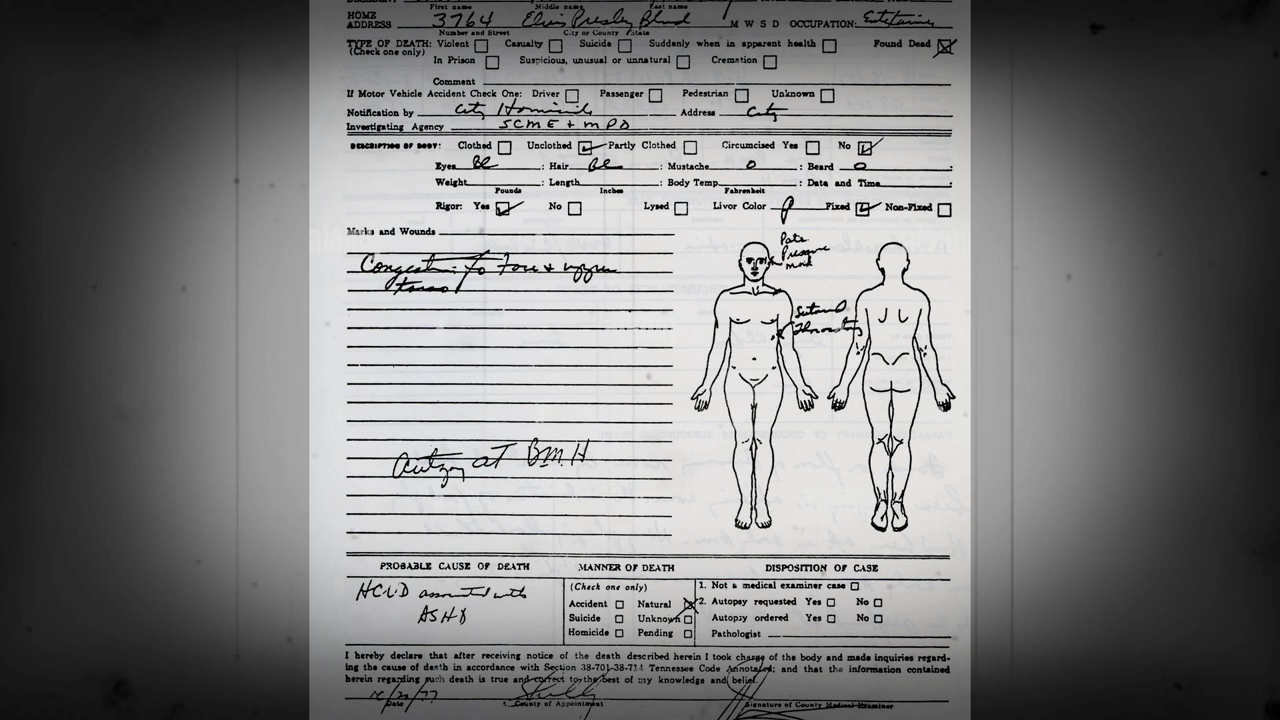 First name Middle name Last name
HOME ADDRESS 3764 Elvis Presley Blvd M W S D OCCUPATION: Entertainer
Number and Street City or County State
TYPE OF DEATH: Violent Casualty Suicide Suddenly when in apparent health Found Dead
(Check one only)
In Prison Suspicious, unusual or unnatural Cremation
Comment
If Motor Vehicle Accident Check One: Driver Passenger Pedestrian Unknown
Notification by City Homicide Address City
Investigating Agency SCME + MPD
DESCRIPTION OF BODY: Clothed Unclothed Partly Clothed Circumcised Yes No
Eyes Bl : Hair Bl : Mustache 0 : Beard 0 :
Weight : Length : Body Temp. : Date and Time :
Pounds Inches Fahrenheit
Rigor: Yes No Lysed Livor Color P Fixed Non-Fixed
Marks and Wounds
Pale
Pressure
mark
Congestion to Face & upper
torso
Autopsy at BMH
PROBABLE CAUSE OF DEATH MANNER OF DEATH DISPOSITION OF CASE
HCVD associated with
ASHD
(Check one only)
Accident Natural
Suicide Unknown
Homicide Pending
1. Not a medical examiner case
2. Autopsy requested Yes No
Autopsy ordered Yes No
Pathologist
I hereby declare that after receiving notice of the death described herein I took charge of the body and made inquiries regard-
ing the cause of death in accordance with Section 38-701-38-714 Tennessee Code Annotated; and that the information contained
herein regarding such death is true and correct to the best of my knowledge and belief.
Shelby
Date County of Appointment Signature of County Medical Examiner